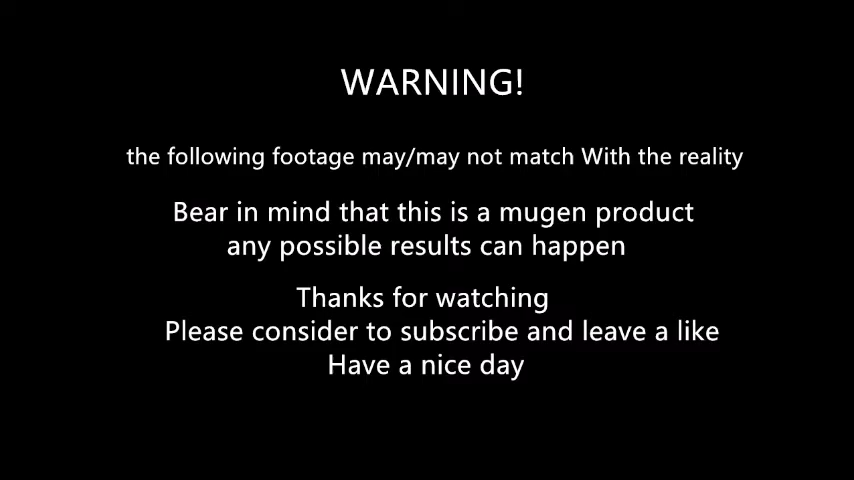 WARNING!
the following footage may/may not match With the reality
Bear in mind that this is a mugen product
any possible results can happen
Thanks for watching
Please consider to subscribe and leave a like
Have a nice day